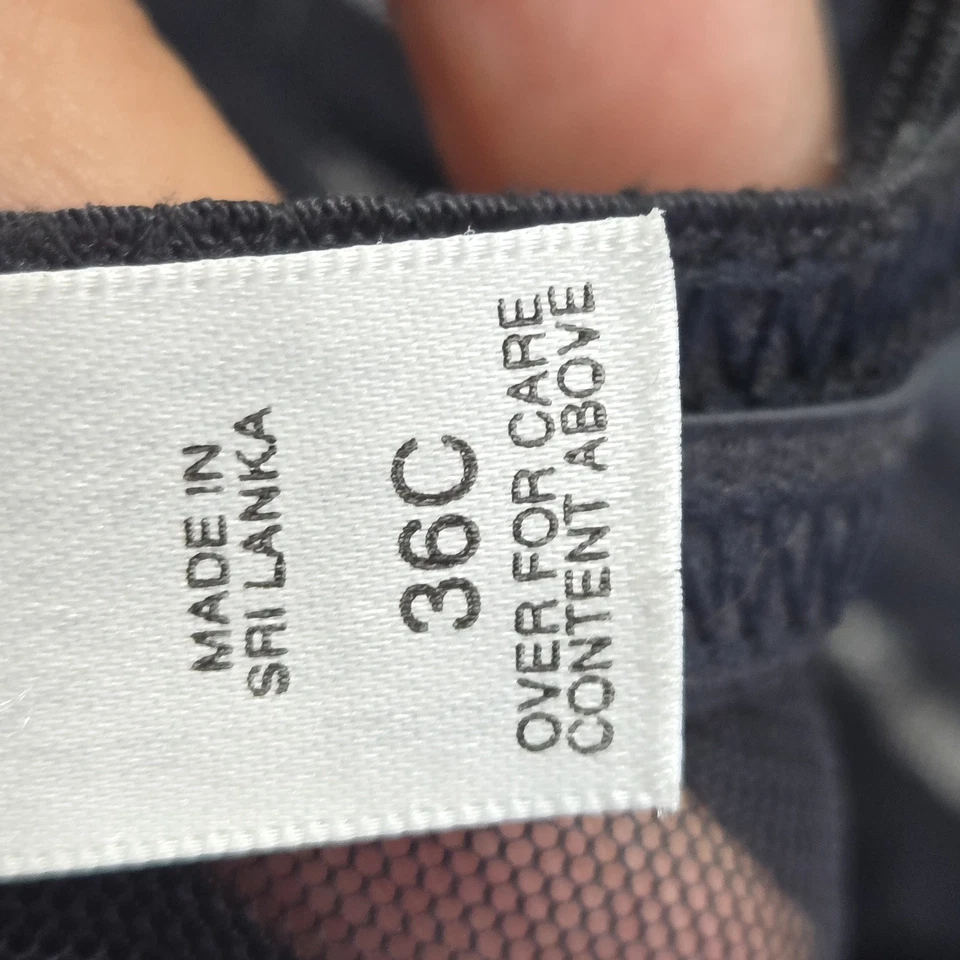 MADE IN
SRI LANKA
36C
OVER FOR CARE
CONTENT ABOVE